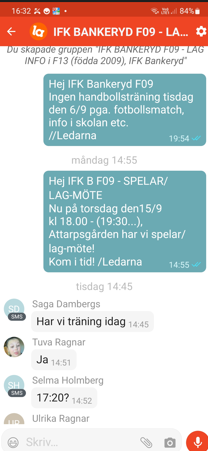 16:32
84%
IFK BANKERYD F09 - LA...
Du skapade gruppen "IFK BANKERYD F09 - LAG
INFO i F13 (födda 2009), IFK Bankeryd"
Hej IFK Bankeryd F09
Ingen handbollsträning tisdag
den 6/9 pga. fotbollsmatch,
info i skolan etc.
//Ledarna
19:54
måndag 14:55
Hej IFK B F09 - SPELAR/
LAG-MÖTE
Nu på torsdag den15/9
kl 18.00 - (19:30...),
Attarpsgården har vi spelar/
lag-möte!
Kom i tid! /Ledarna
14:55
tisdag 14:45
Saga Dambergs
SD
SMS
Har vi träning idag 14:45
Tuva Ragnar
Ja 14:51
Selma Holmberg
SH
SMS
17:20? 14:52
Ulrika Ragnar
UR
Skriv...